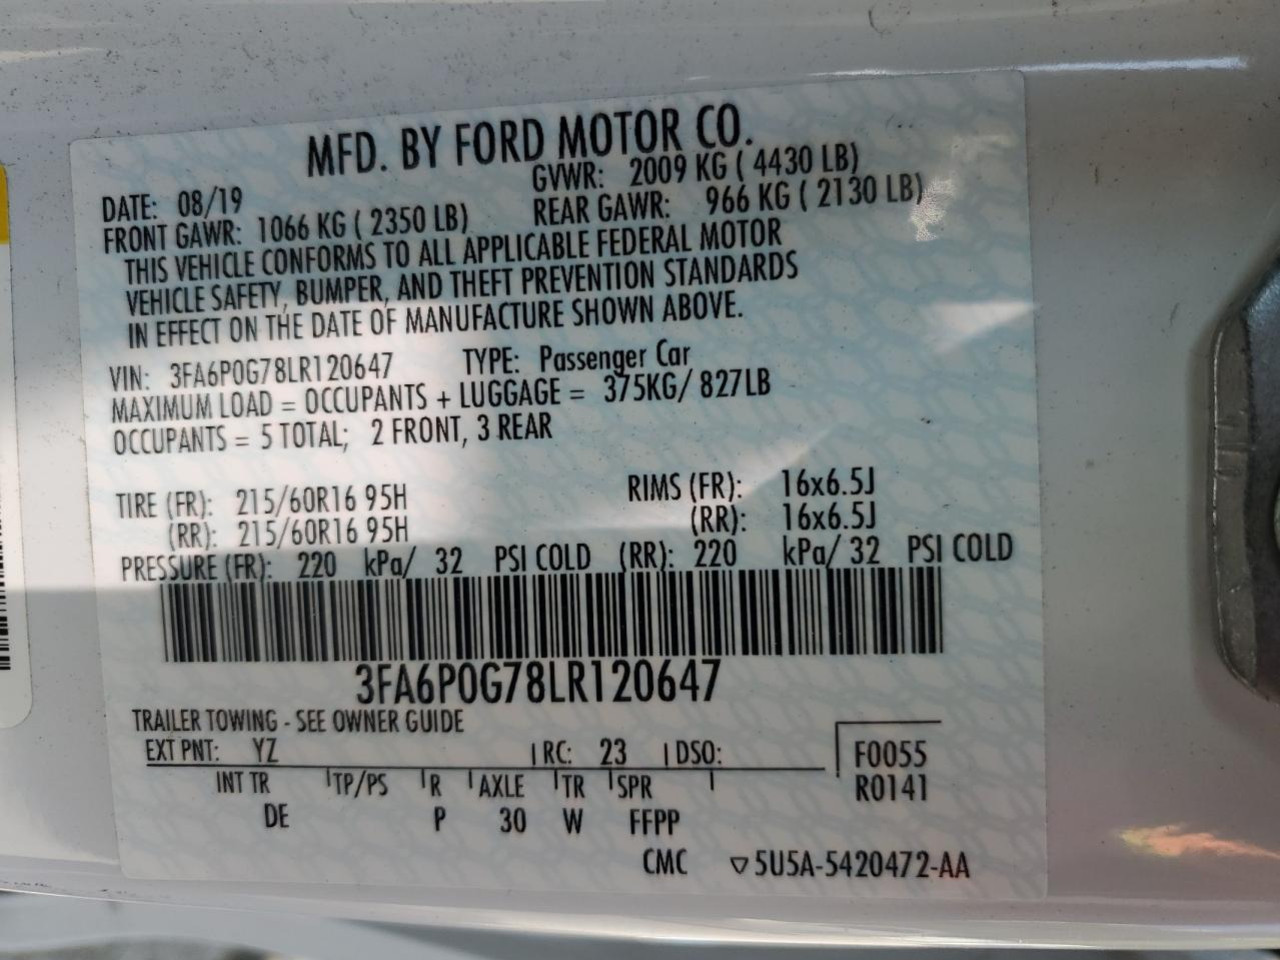 MFD. BY FORD MOTOR CO.
DATE: 08/19 GVWR: 2009 KG ( 4430 LB)
FRONT GAWR: 1066 KG ( 2350 LB) REAR GAWR: 966 KG ( 2130 LB)
THIS VEHICLE CONFORMS TO ALL APPLICABLE FEDERAL MOTOR
VEHICLE SAFETY, BUMPER, AND THEFT PREVENTION STANDARDS
IN EFFECT ON THE DATE OF MANUFACTURE SHOWN ABOVE.
VIN: 3FA6P0G78LR120647 TYPE: Passenger Car
MAXIMUM LOAD = OCCUPANTS + LUGGAGE = 375KG/ 827LB
OCCUPANTS = 5 TOTAL; 2 FRONT, 3 REAR
TIRE (FR): 215/60R16 95H RIMS (FR): 16x6.5J
(RR): 215/60R16 95H (RR): 16x6.5J
PRESSURE (FR): 220 kPa/ 32 PSI COLD (RR): 220 kPa/ 32 PSI COLD
3FA6P0G78LR120647
TRAILER TOWING - SEE OWNER GUIDE
EXT PNT: YZ RC: 23 DSO: F0055
INT TR TP/PS R AXLE TR SPR R0141
DE P 30 W FFPP
CMC ▽5U5A-5420472-AA